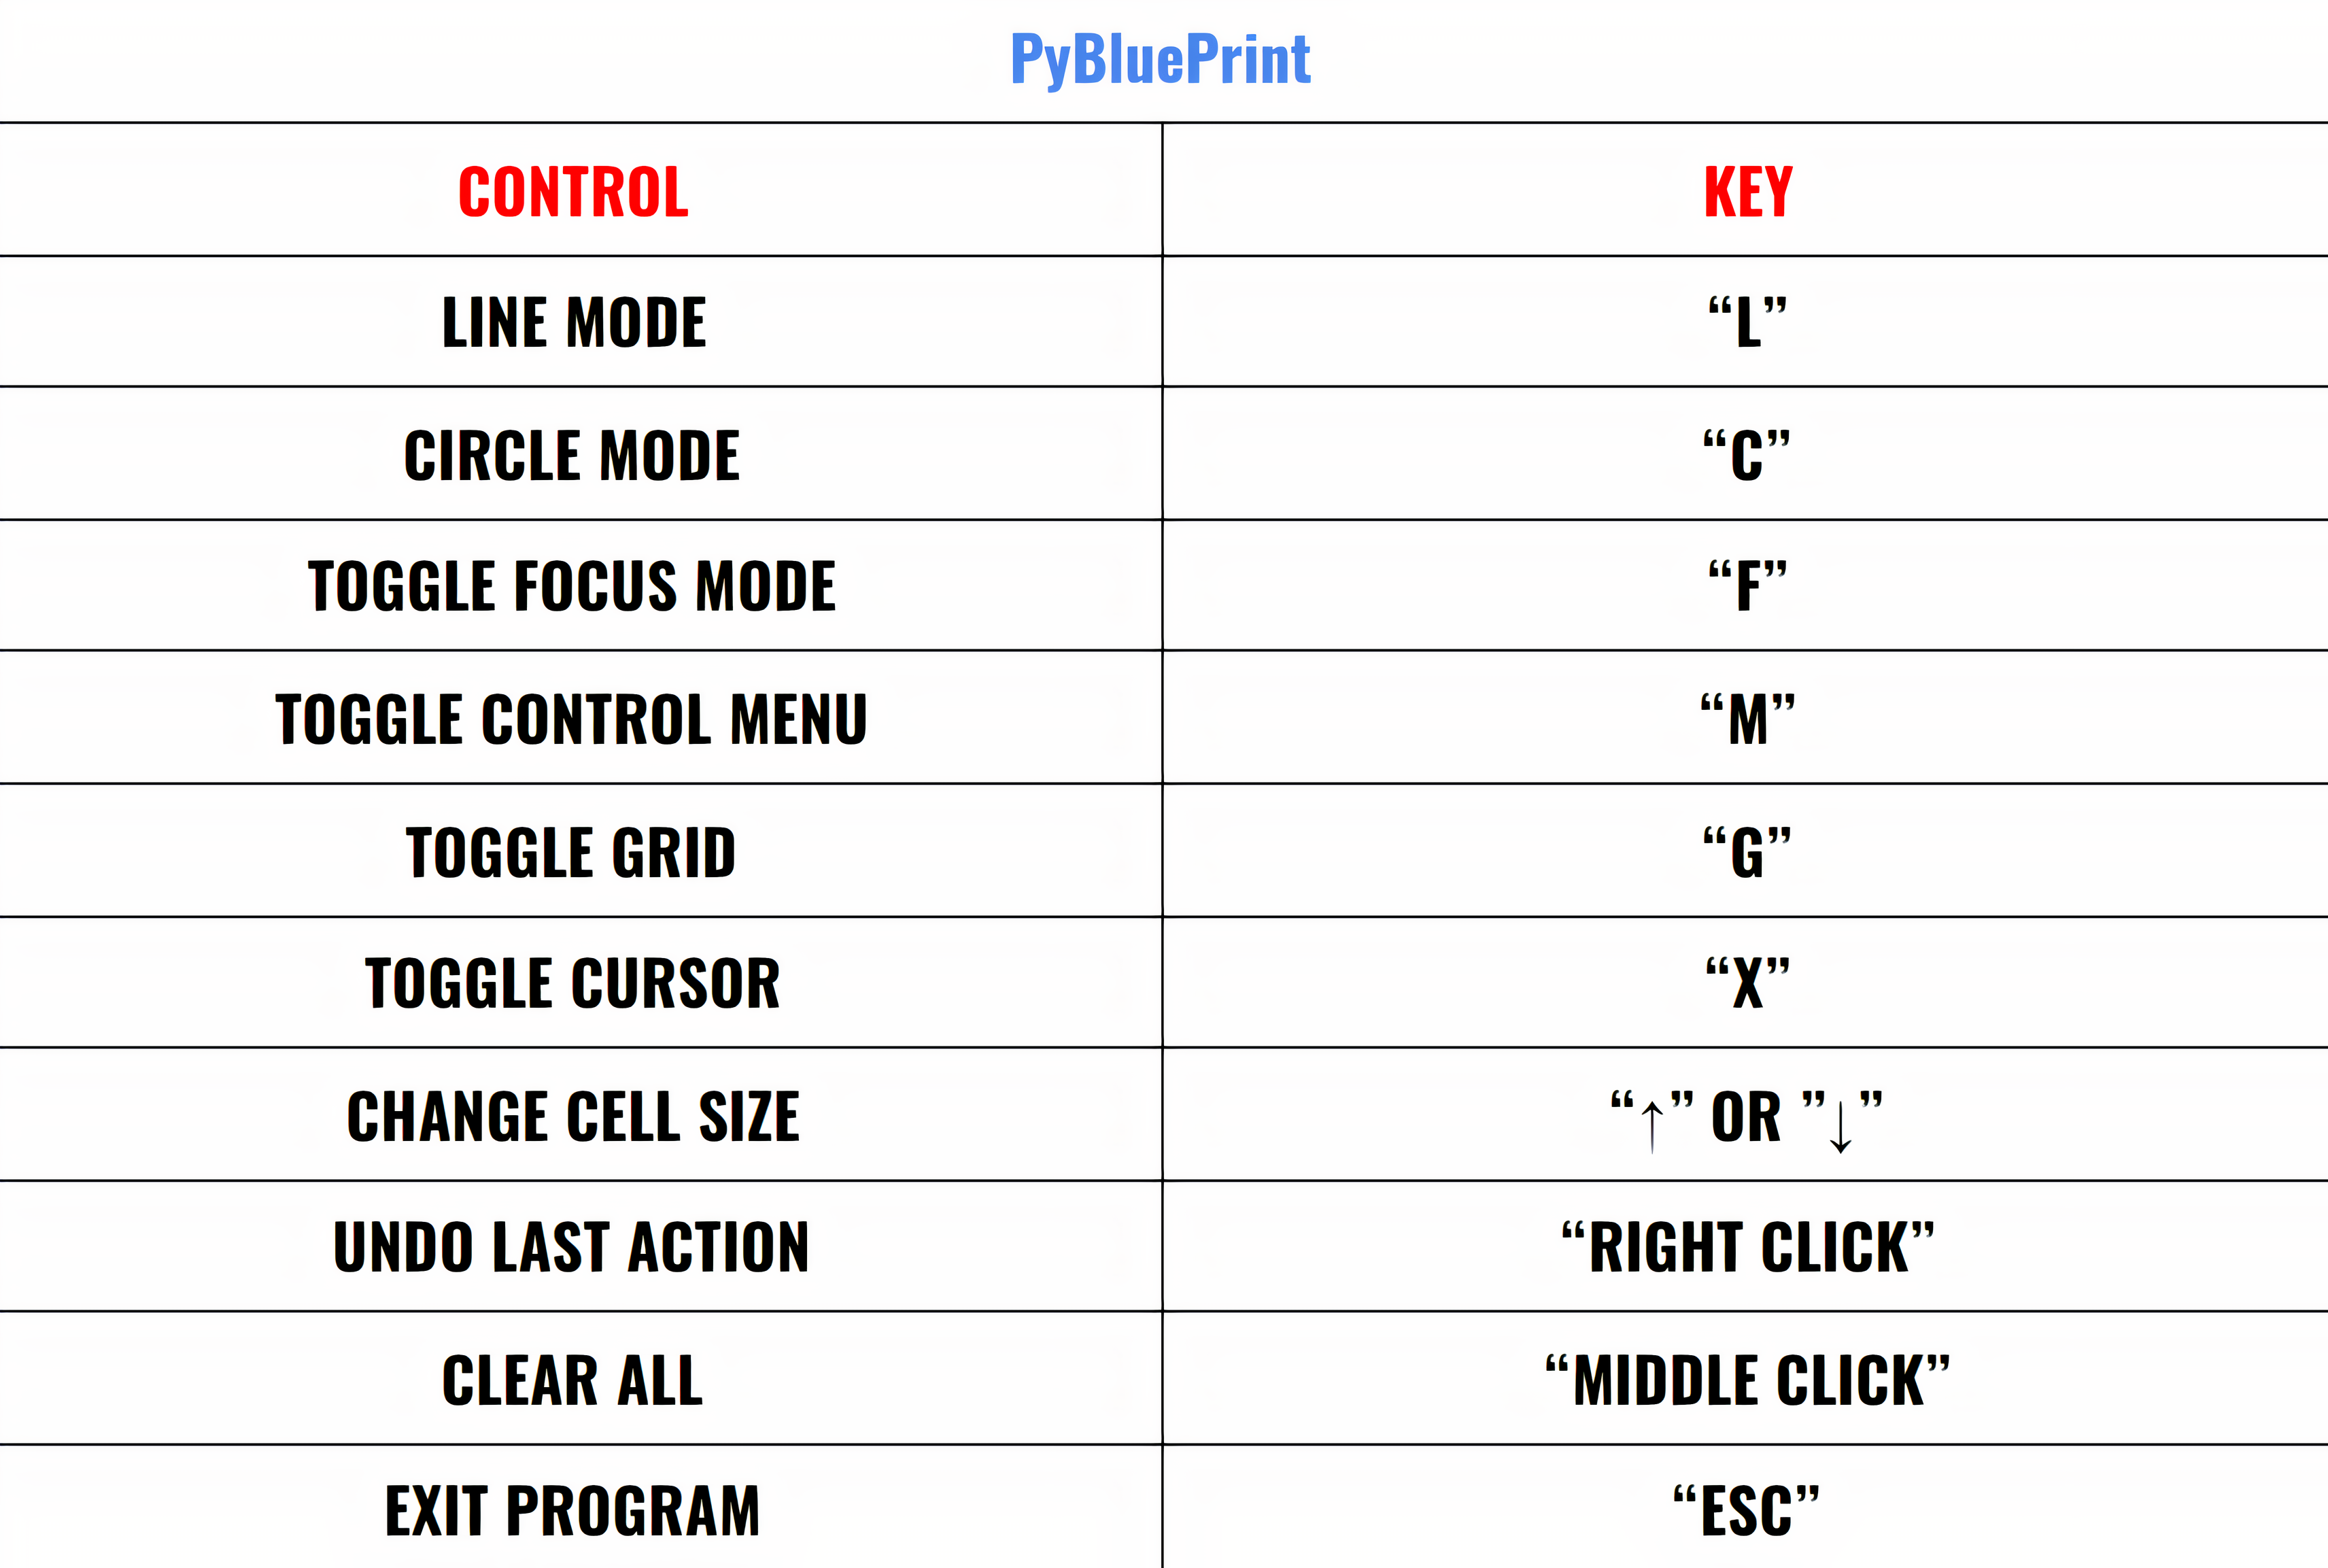 PyBluePrint
CONTROL KEY
LINE MODE “L”
CIRCLE MODE “C”
TOGGLE FOCUS MODE “F”
TOGGLE CONTROL MENU “M”
TOGGLE GRID “G”
TOGGLE CURSOR “X”
CHANGE CELL SIZE “↑” OR ”↓”
UNDO LAST ACTION “RIGHT CLICK”
CLEAR ALL “MIDDLE CLICK”
EXIT PROGRAM “ESC”